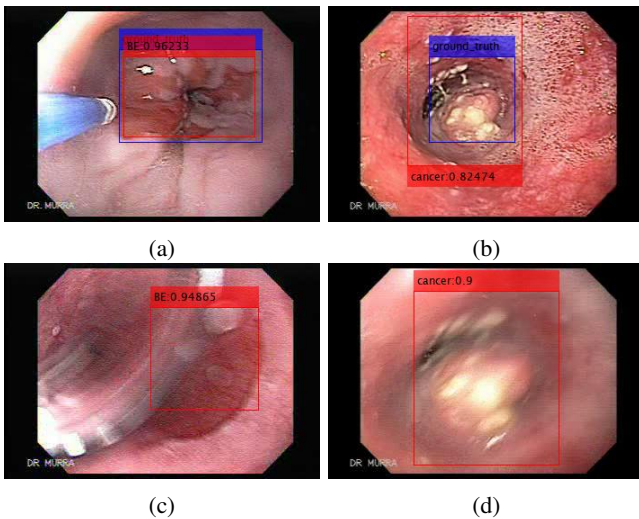 ground_truth
BE:0.96233
DR. MURRA
(a)
ground_truth
cancer:0.82474
DR MURRA
(b)
BE:0.94865
DR MURRA
(c)
cancer:0.9
DR MURRA
(d)